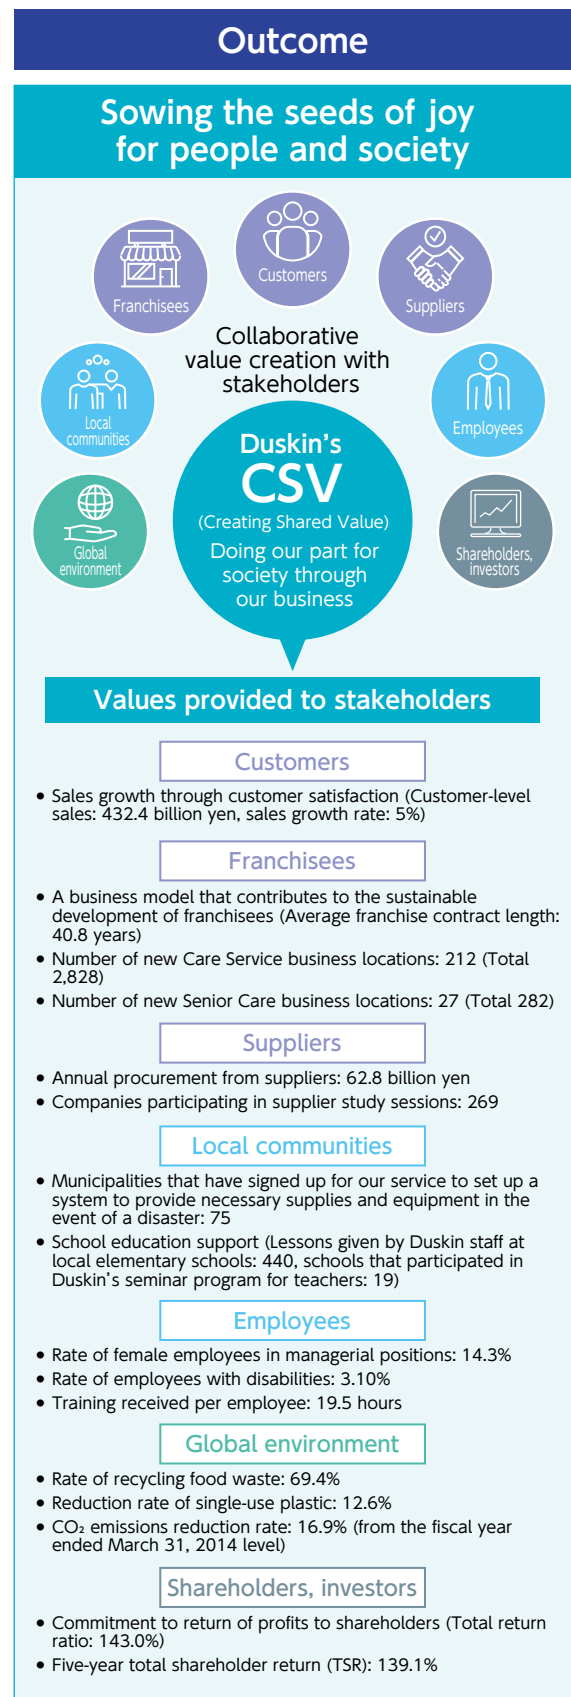 Outcome
Sowing the seeds of joy
for people and society
Customers
Franchisees
Suppliers
Collaborative
value creation with
stakeholders
Local
communities
Employees
Duskin's
CSV
(Creating Shared Value)
Doing our part for
society through
our business
Global
environment
Shareholders,
investors
Values provided to stakeholders
Customers
• Sales growth through customer satisfaction (Customer-level
sales: 432.4 billion yen, sales growth rate: 5%)
Franchisees
• A business model that contributes to the sustainable
development of franchisees (Average franchise contract length:
40.8 years)
• Number of new Care Service business locations: 212 (Total
2,828)
• Number of new Senior Care business locations: 27 (Total 282)
Suppliers
• Annual procurement from suppliers: 62.8 billion yen
• Companies participating in supplier study sessions: 269
Local communities
• Municipalities that have signed up for our service to set up a
system to provide necessary supplies and equipment in the
event of a disaster: 75
• School education support (Lessons given by Duskin staff at
local elementary schools: 440, schools that participated in
Duskin's seminar program for teachers: 19)
Employees
• Rate of female employees in managerial positions: 14.3%
• Rate of employees with disabilities: 3.10%
• Training received per employee: 19.5 hours
Global environment
• Rate of recycling food waste: 69.4%
• Reduction rate of single-use plastic: 12.6%
• CO₂ emissions reduction rate: 16.9% (from the fiscal year
ended March 31, 2014 level)
Shareholders, investors
• Commitment to return of profits to shareholders (Total return
ratio: 143.0%)
• Five-year total shareholder return (TSR): 139.1%